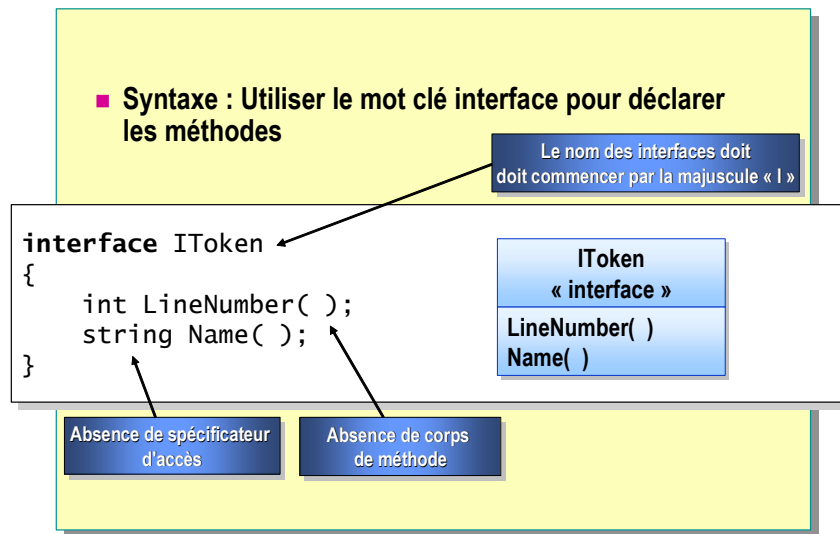 Syntaxe : Utiliser le mot clé interface pour déclarer
les méthodes
Le nom des interfaces doit
doit commencer par la majuscule « I »
interface IToken
{
int LineNumber( );
string Name( );
}
IToken
« interface »
LineNumber( )
Name( )
Absence de spécificateur
d'accès
Absence de corps
de méthode